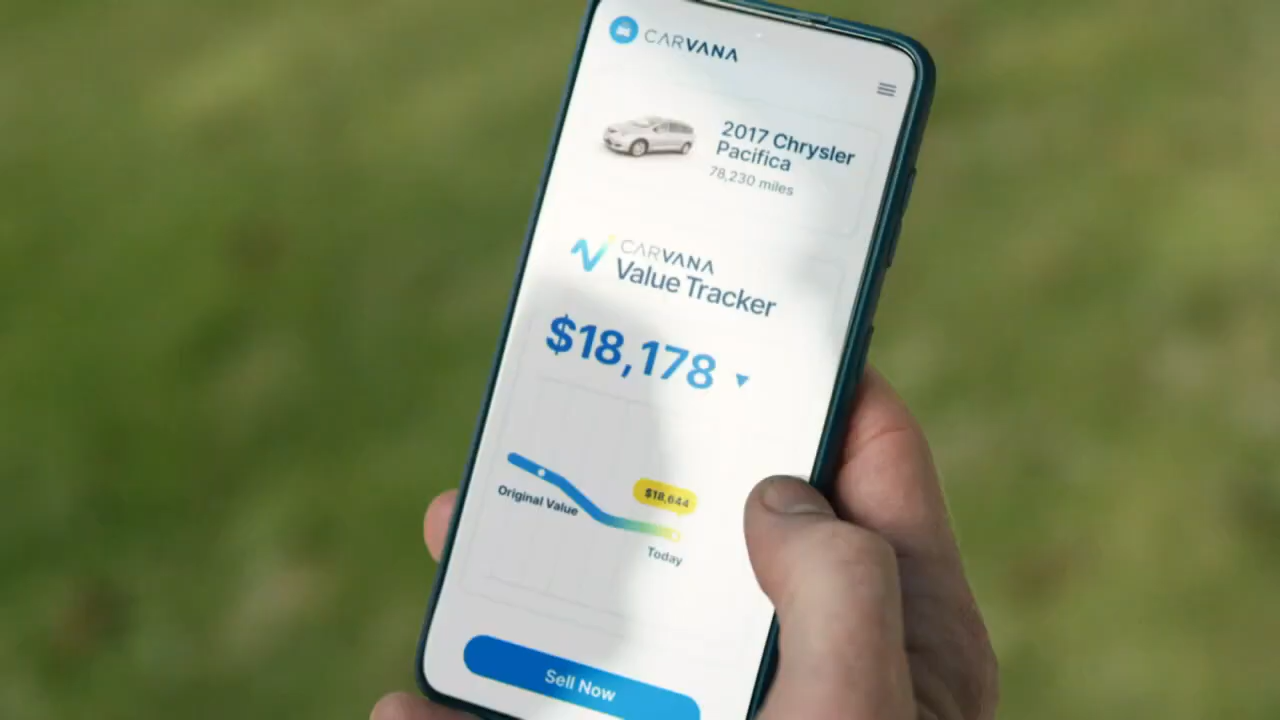 CARVANA
2017 Chrysler
Pacifica
78,230 miles
CARVANA
Value Tracker
$18,178
Original Value
$18,644
Today
Sell Now